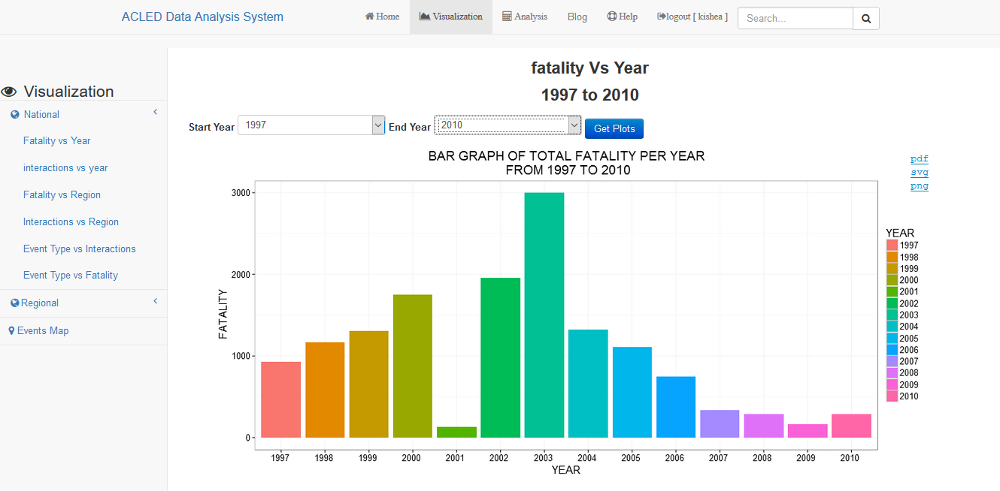 ACLED Data Analysis System
Home
Visualization
Analysis
Blog
Help
logout [ kishea ]
Search...
Visualization
National
Fatality vs Year
interactions vs year
Fatality vs Region
Interactions vs Region
Event Type vs Interactions
Event Type vs Fatality
Regional
Events Map
fatality Vs Year
1997 to 2010
Start Year 1997 End Year 2010 Get Plots
BAR GRAPH OF TOTAL FATALITY PER YEAR
FROM 1997 TO 2010
pdf
svg
png
FATALITY
3000
2000
1000
0
1997 1998 1999 2000 2001 2002 2003 2004 2005 2006 2007 2008 2009 2010
YEAR
YEAR
1997
1998
1999
2000
2001
2002
2003
2004
2005
2006
2007
2008
2009
2010